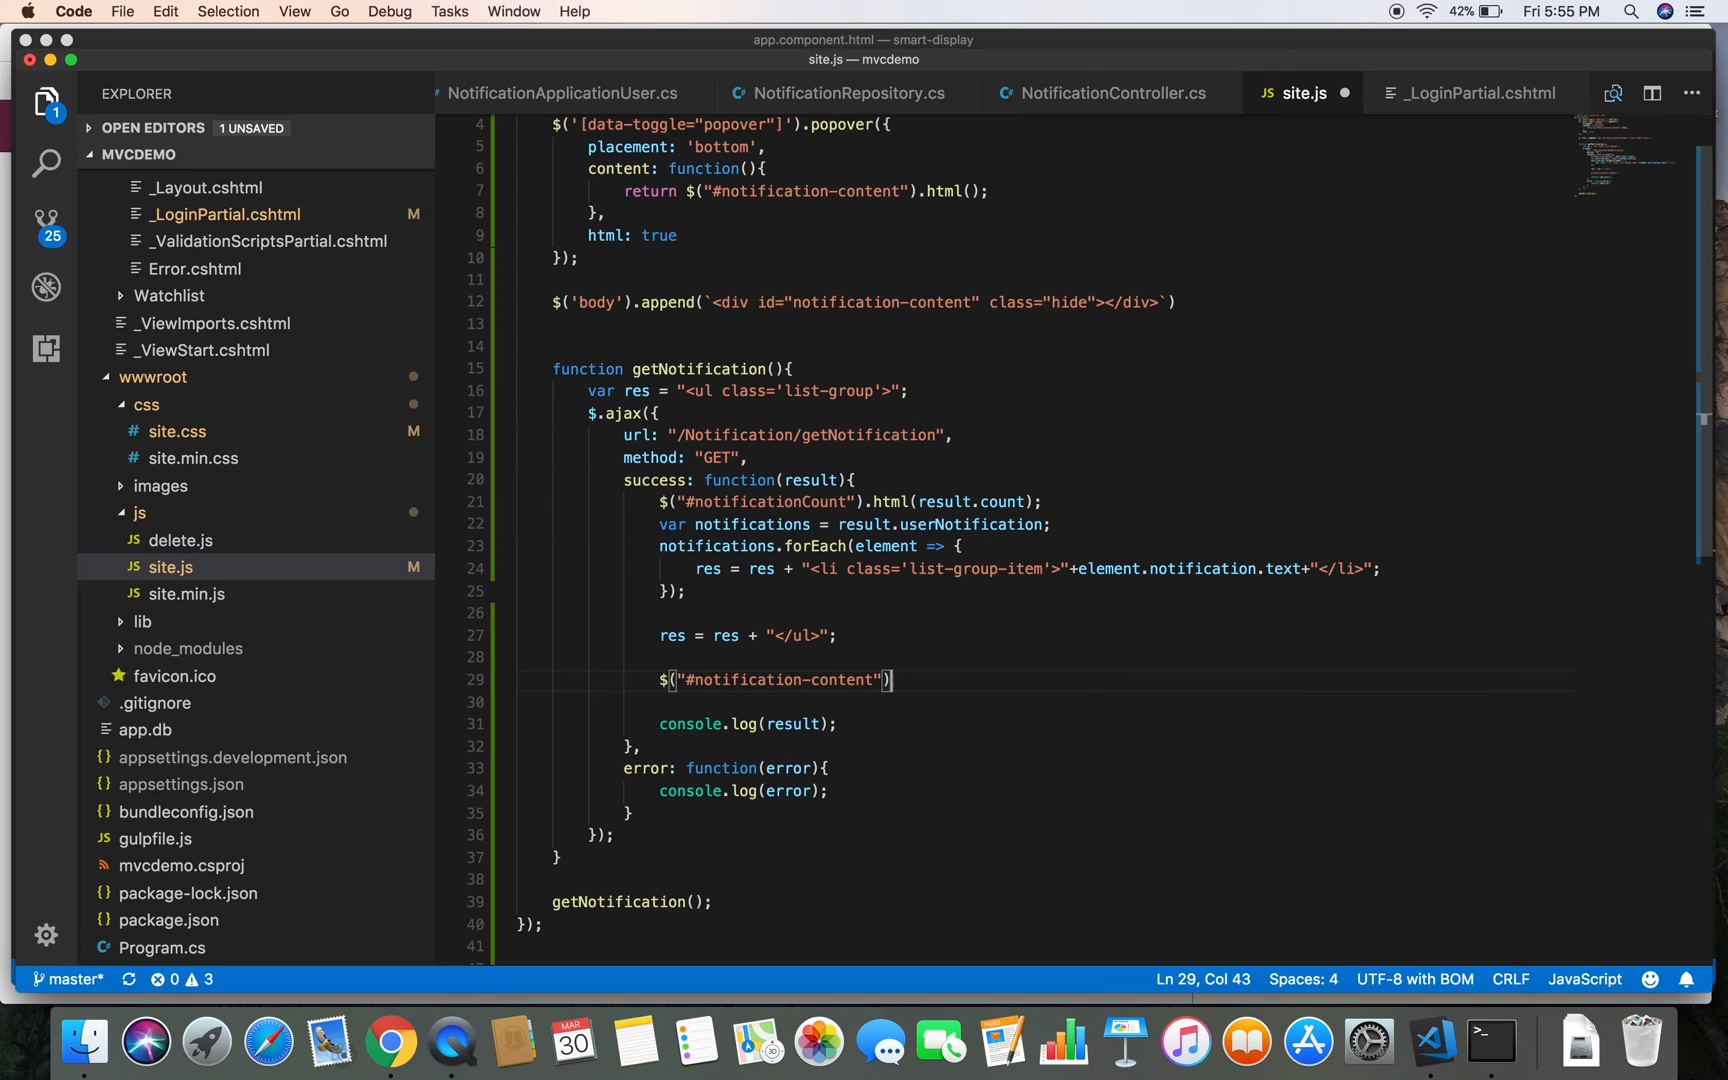 Code File Edit Selection View Go Debug Tasks Window Help 42% Fri 5:55 PM
app.component.html — smart-display
site.js — mvcdemo
EXPLORER
NotificationApplicationUser.cs C# NotificationRepository.cs C# NotificationController.cs JS site.js _LoginPartial.cshtml
OPEN EDITORS 1 UNSAVED
MVCDEMO
_Layout.cshtml
_LoginPartial.cshtml M
_ValidationScriptsPartial.cshtml
Error.cshtml
Watchlist
_ViewImports.cshtml
_ViewStart.cshtml
wwwroot
css
# site.css M
# site.min.css
images
js
JS delete.js
JS site.js M
JS site.min.js
lib
node_modules
favicon.ico
.gitignore
app.db
{} appsettings.development.json
{} appsettings.json
{} bundleconfig.json
JS gulpfile.js
mvcdemo.csproj
{} package-lock.json
{} package.json
C# Program.cs
1
25
4 $('[data-toggle="popover"]').popover({
5 placement: 'bottom',
6 content: function(){
7 return $("#notification-content").html();
8 },
9 html: true
10 });
11
12 $('body').append(`<div id="notification-content" class="hide"></div>`)
13
14
15 function getNotification(){
16 var res = "<ul class='list-group'>";
17 $.ajax({
18 url: "/Notification/getNotification",
19 method: "GET",
20 success: function(result){
21 $("#notificationCount").html(result.count);
22 var notifications = result.userNotification;
23 notifications.forEach(element => {
24 res = res + "<li class='list-group-item'>"+element.notification.text+"</li>";
25 });
26
27 res = res + "</ul>";
28
29 $("#notification-content")
30
31 console.log(result);
32 },
33 error: function(error){
34 console.log(error);
35 }
36 });
37 }
38
39 getNotification();
40 });
41
master* 0 3 Ln 29, Col 43 Spaces: 4 UTF-8 with BOM CRLF JavaScript
MAR
30
PAGES
3D
>_